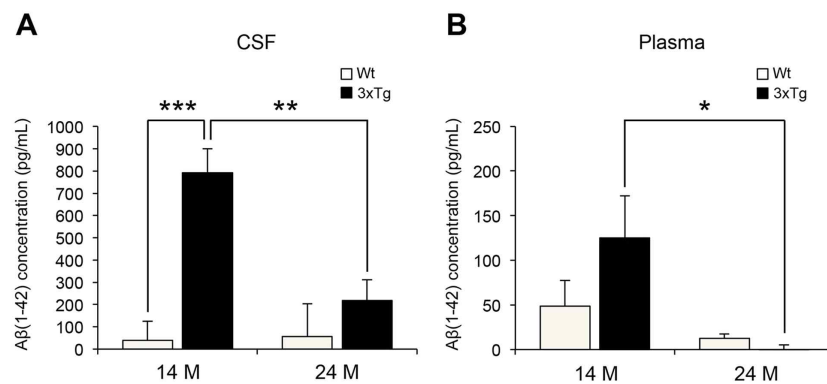 A
CSF
Wt
3xTg
***
**
Aβ(1-42) concentration (pg/mL)
1000
900
800
700
600
500
400
300
200
100
0
14 M
24 M
B
Plasma
Wt
3xTg
*
Aβ(1-42) concentration (pg/mL)
250
200
150
100
50
0
14 M
24 M